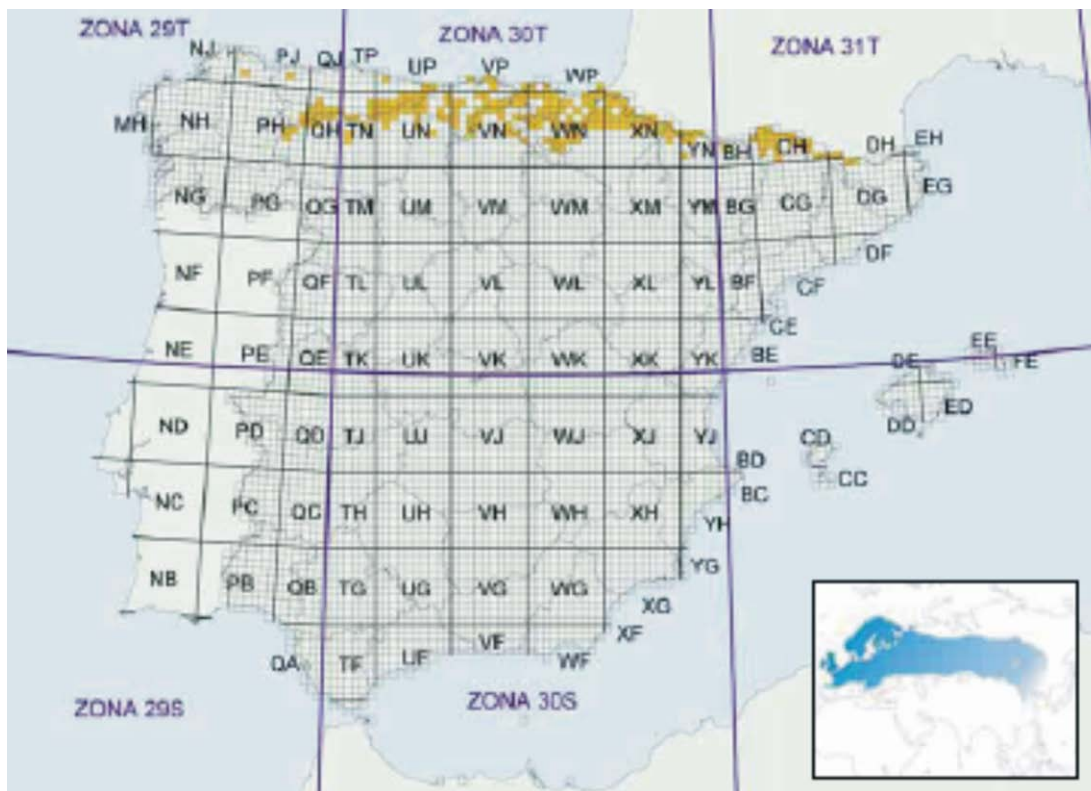 ZONA 29T ZONA 30T ZONA 31T
NJ PJ QJ TP UP VP WP
MH NH PH QH TN UN VN WN XN YN BH CH DH EH
NG PG QG TM UM VM WM XM YM BG CG DG EG
NF PF QF TL UL VL WL XL YL BF CF DF
NE PE QE TK UK VK WK XK YK BE CE DE EE FE
ND PD QD TJ UJ VJ WJ XJ YJ BD CD DD ED
NC PC QC TH UH VH WH XH YH BC CC
NB PB QB TG UG VG WG XG YG
QA TF UF VF WF XF
ZONA 29S ZONA 30S